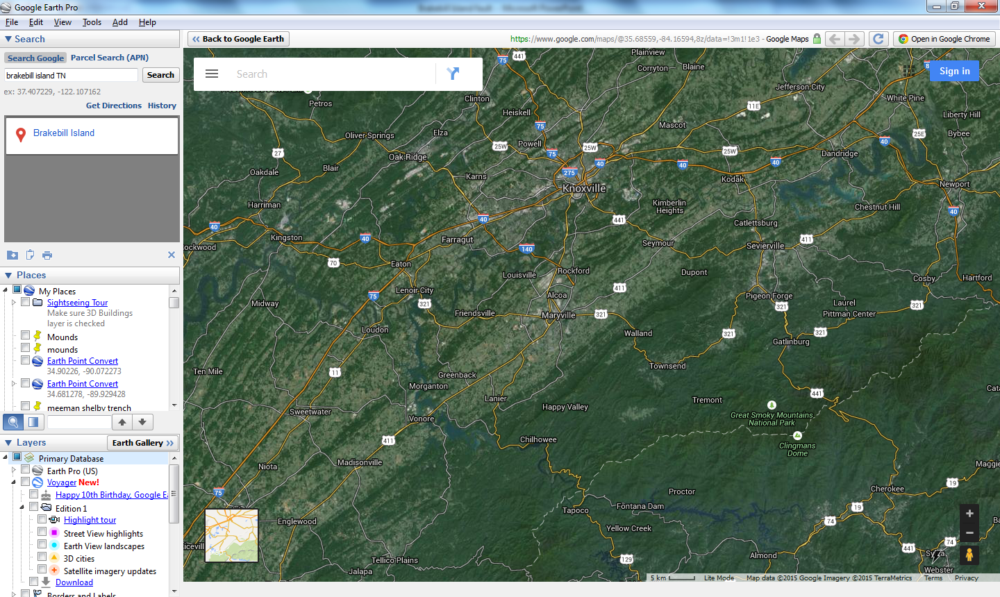 Google Earth Pro
File Edit View Tools Add Help
Search
Search Google Parcel Search (APN)
brakebill island TN Search
ex: 37.407229, -122.107162
Get Directions History
Brakebill Island
Places
My Places
Sightseeing Tour
Make sure 3D Buildings
layer is checked
Mounds
mounds
Earth Point Convert
34.90226, -90.072273
Earth Point Convert
34.681278, -89.929428
meeman shelby trench
Layers Earth Gallery
Primary Database
Earth Pro (US)
Voyager New!
Happy 10th Birthday, Google Ea
Edition 1
Highlight tour
Street View highlights
Earth View landscapes
3D cities
Satellite imagery updates
Download
Borders and Labels
Back to Google Earth
https://www.google.com/maps/@35.68559,-84.16594,8z/data=!3m1!1e3 - Google Maps
Open in Google Chrome
Search
Sign in
441
Plainview
75
Corryton
Blaine
Jefferson City
Petros
Clinton
11E
White Pine
Heiskell
Liberty Hill
75
Mascot
Oliver Springs
Elza
25E
Bybee
25W
Powell
25W
25W
40
27
75
Dandridge
Oak Ridge
40
40
40
Blair
Oakdale
275
Karns
Kodak
Knoxville
Newport
Harriman
Kimberlin
Heights
Chestnut Hill
40
40
441
Catlettsburg
40
Kingston
40
Farragut
411
Lockwood
140
Seymour
Sevierville
70
Eaton
Louisville
Rockford
Dupont
Cosby
Hartford
Lenoir City
411
75
Alcoa
Pigeon Forge
Midway
321
Laurel
321
321
Friendsville
Maryville
321
Pittman Center
Loudon
Walland
321
321
Gatlinburg
Ten Mile
11
Townsend
Greenback
Morganton
441
Lanier
Tremont
Happy Valley
Sweetwater
Great Smoky Mountains
National Park
Vonore
411
Chilhowee
Clingmans
Dome
Niota
Madisonville
19
Cherokee
75
Proctor
Fontana Dam
19
Tapoco
Englewood
74
Yellow Creek
74
441
Almond
129
Tellico Plains
Webster
Jalapa
5 km Lite Mode Map data ©2015 Google Imagery ©2015 TerraMetrics Terms Privacy